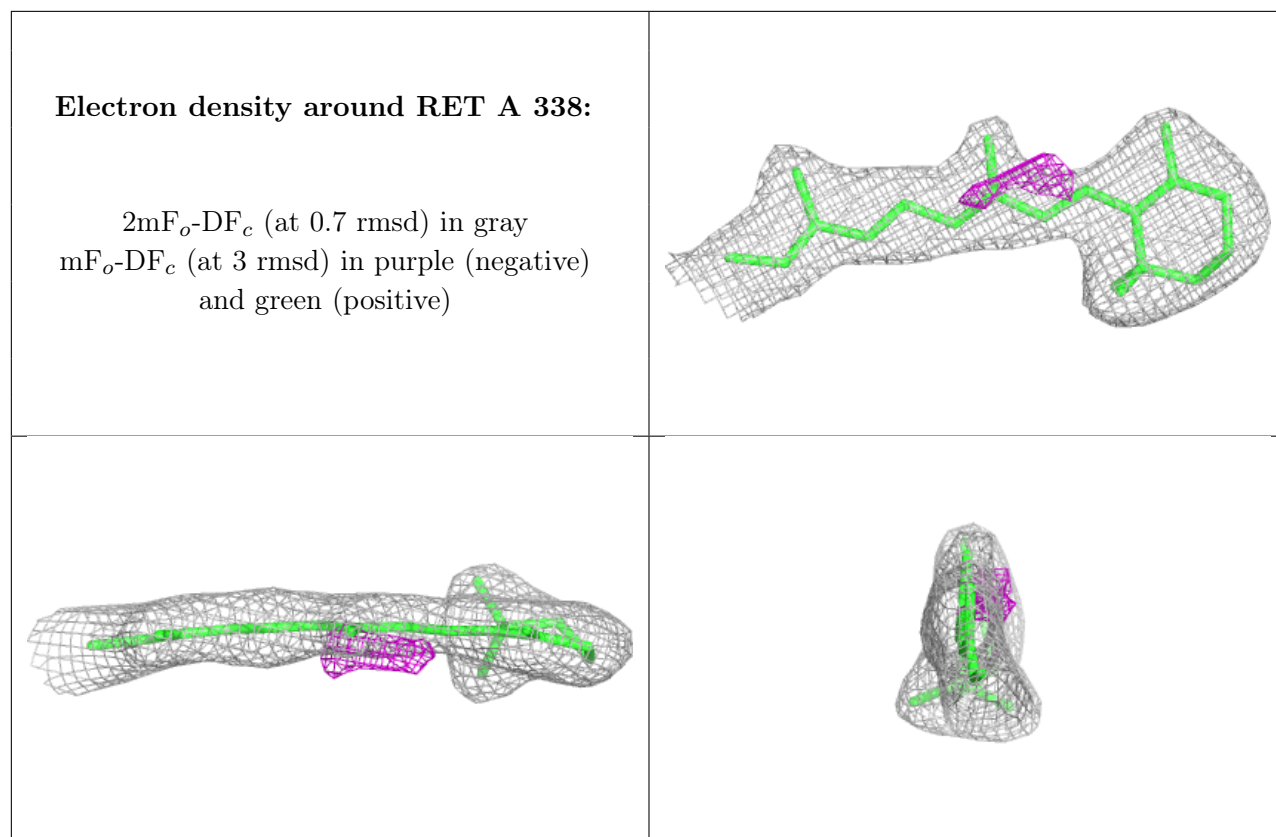 Electron density around RET A 338:
2mFₒ-DF𝒸 (at 0.7 rmsd) in gray
mFₒ-DF𝒸 (at 3 rmsd) in purple (negative)
and green (positive)